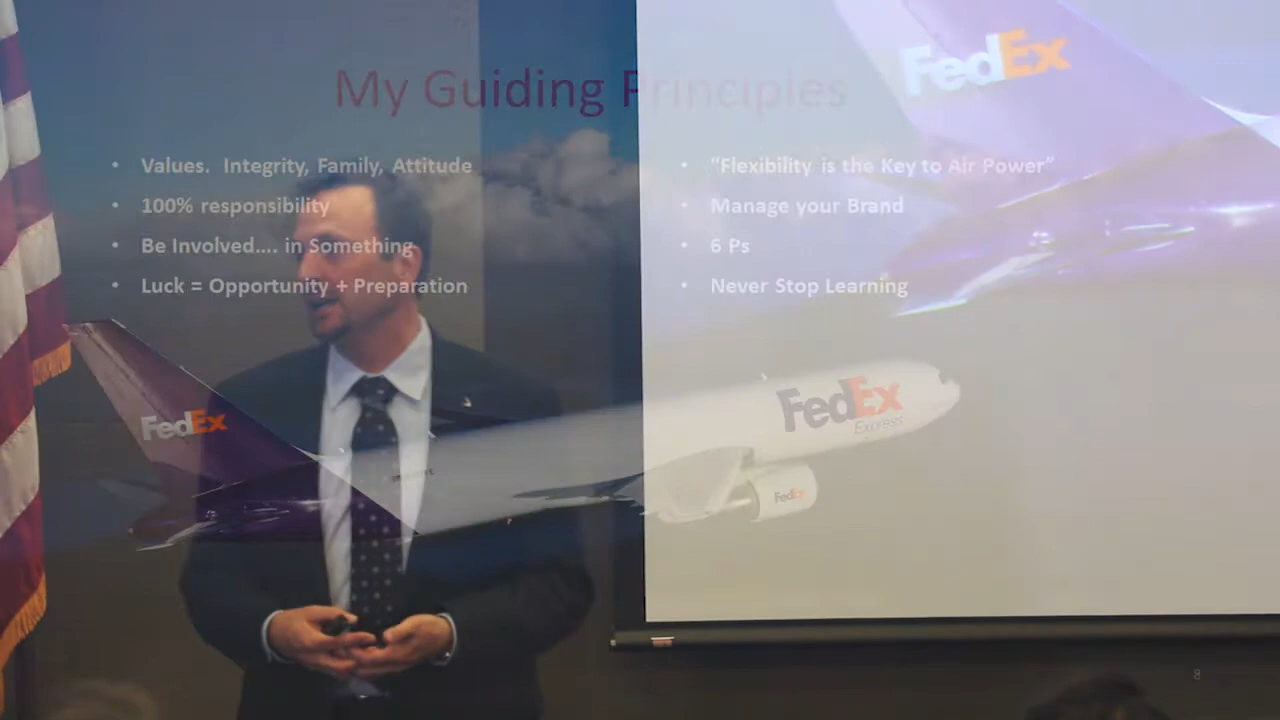 My Guiding Principles
• Values.  Integrity, Family, Attitude
• 100% responsibility
• Be Involved.... in Something
• Luck = Opportunity + Preparation
• “Flexibility is the Key to Air Power”
• Manage your Brand
• 6 Ps
• Never Stop Learning
FedEx
FedEx
Express
FedEx
FedEx
8